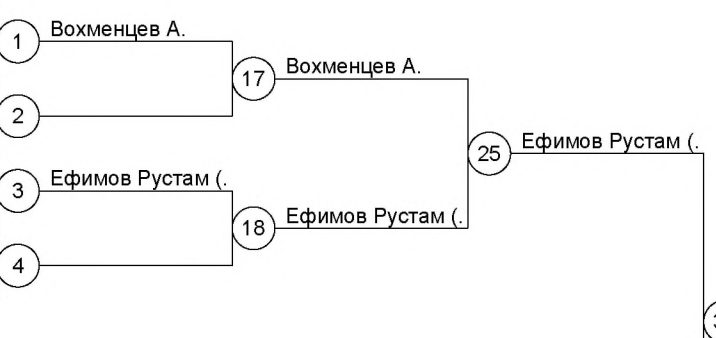 1 Вохменцев А.
17 Вохменцев А.
2
25 Ефимов Рустам (.
3 Ефимов Рустам (.
18 Ефимов Рустам (.
4